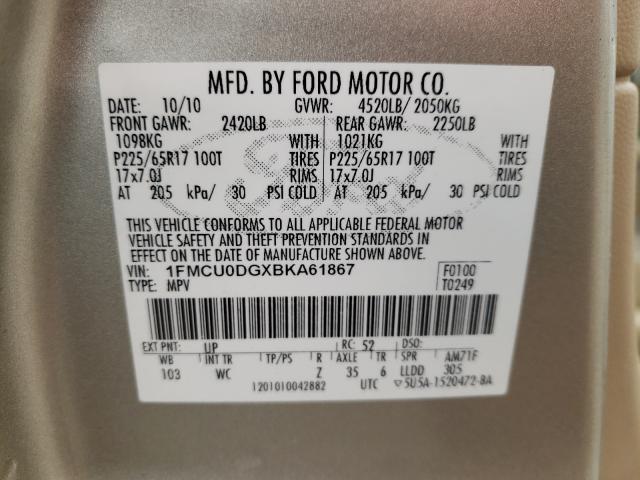 MFD. BY FORD MOTOR CO.
DATE: 10/10 GVWR: 4520LB/ 2050KG
FRONT GAWR: 2420LB REAR GAWR: 2250LB
1098KG WITH 1021KG WITH
P225/65R17 100T TIRES P225/65R17 100T TIRES
17x7.0J RIMS 17x7.0J RIMS
AT 205 kPa/ 30 PSI COLD AT 205 kPa/ 30 PSI COLD
THIS VEHICLE CONFORMS TO ALL APPLICABLE FEDERAL MOTOR
VEHICLE SAFETY AND THEFT PREVENTION STANDARDS IN
EFFECT ON THE DATE OF MANUFACTURE SHOWN ABOVE.
VIN: 1FMCU0DGXBKA61867 F0100
TYPE: MPV T0249
EXT PNT: UP RC: 52 DSO:
WB INT TR TP/PS R AXLE TR SPR AM71F
103 WC Z 35 6 LLDD 305
1201010042882 UTC ▽5U5A-1520472-BA